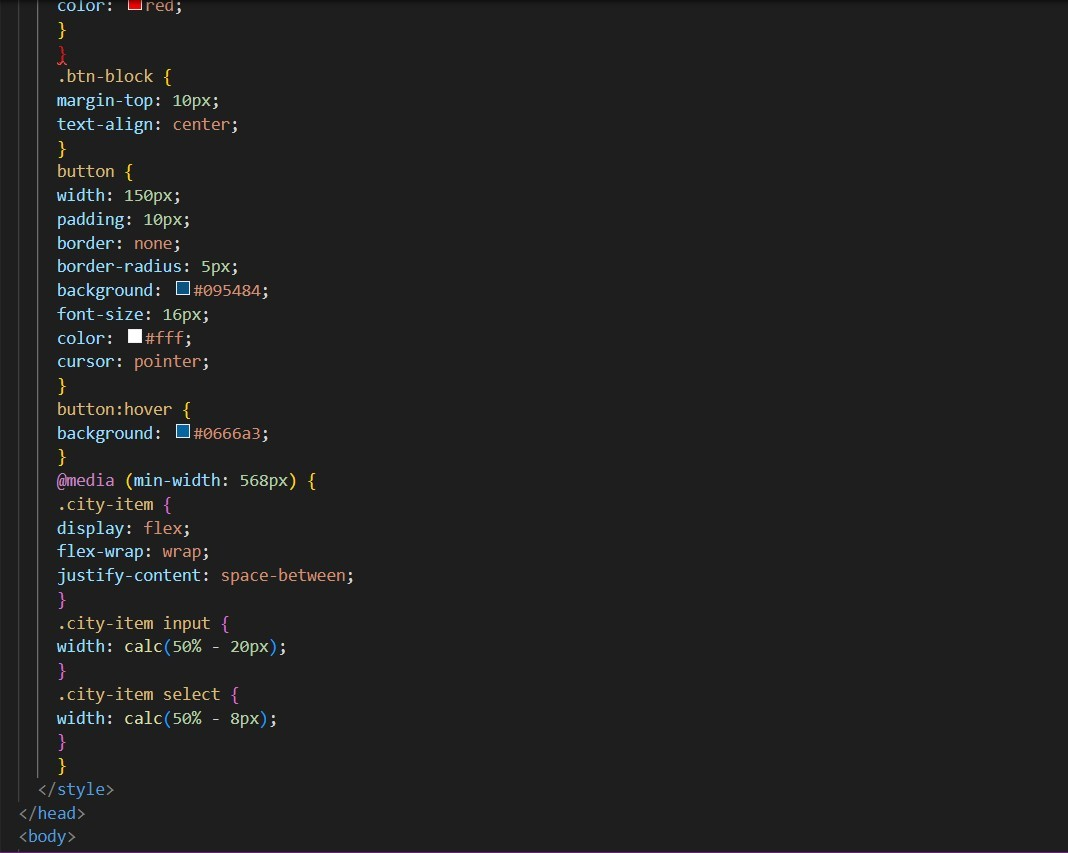 color: red;
}
}
.btn-block {
margin-top: 10px;
text-align: center;
}
button {
width: 150px;
padding: 10px;
border: none;
border-radius: 5px;
background: #095484;
font-size: 16px;
color: #fff;
cursor: pointer;
}
button:hover {
background: #0666a3;
}
@media (min-width: 568px) {
.city-item {
display: flex;
flex-wrap: wrap;
justify-content: space-between;
}
.city-item input {
width: calc(50% - 20px);
}
.city-item select {
width: calc(50% - 8px);
}
}
</style>
</head>
<body>